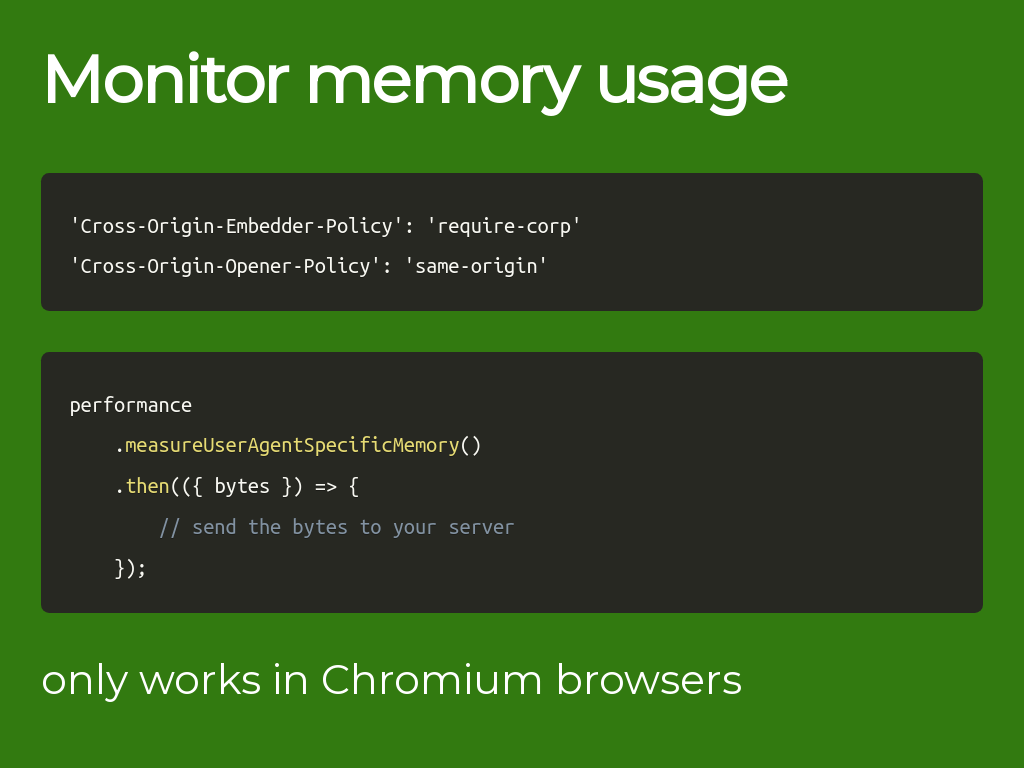 Monitor memory usage
'Cross-Origin-Embedder-Policy': 'require-corp'
'Cross-Origin-Opener-Policy': 'same-origin'
performance
    .measureUserAgentSpecificMemory()
    .then(({ bytes }) => {
        // send the bytes to your server
    });
only works in Chromium browsers